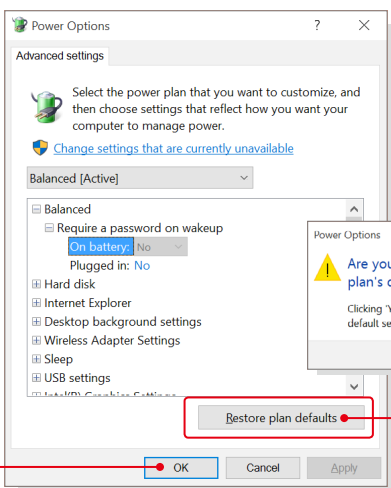 Power Options
Advanced settings
Select the power plan that you want to customize, and
then choose settings that reflect how you want your
computer to manage power.
Change settings that are currently unavailable
Balanced [Active]
Balanced
Require a password on wakeup
On battery: No
Plugged in: No
Hard disk
Internet Explorer
Desktop background settings
Wireless Adapter Settings
Sleep
USB settings
Intel(R) Graphics Settings
Power Options
Are you
plan's
Clicking
default
Restore plan defaults
OK
Cancel
Apply